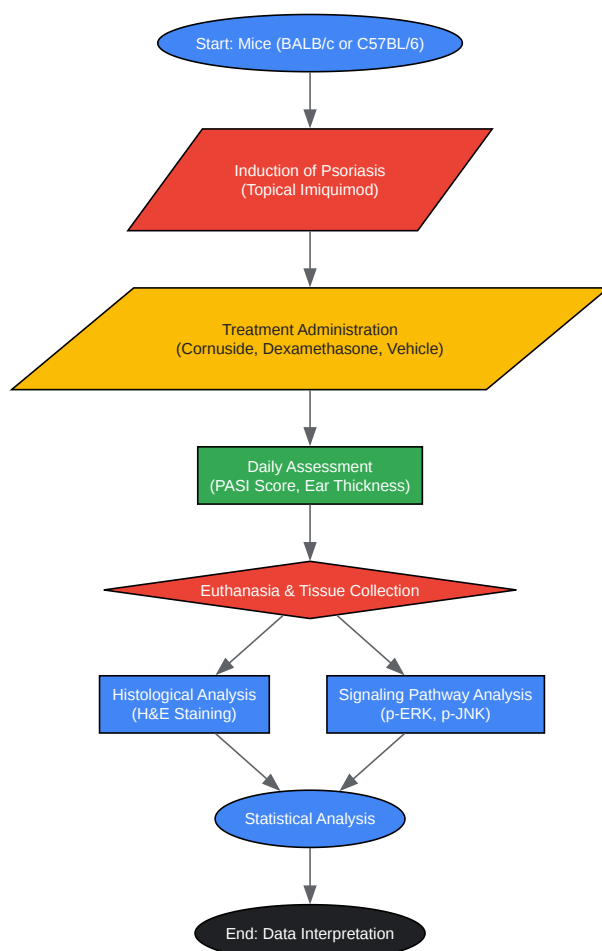 Start: Mice (BALB/c or C57BL/6)
Induction of Psoriasis
(Topical Imiquimod)
Treatment Administration
(Cornuside, Dexamethasone, Vehicle)
Daily Assessment
(PASI Score, Ear Thickness)
Euthanasia & Tissue Collection
Histological Analysis
(H&E Staining)
Signaling Pathway Analysis
(p-ERK, p-JNK)
Statistical Analysis
End: Data Interpretation